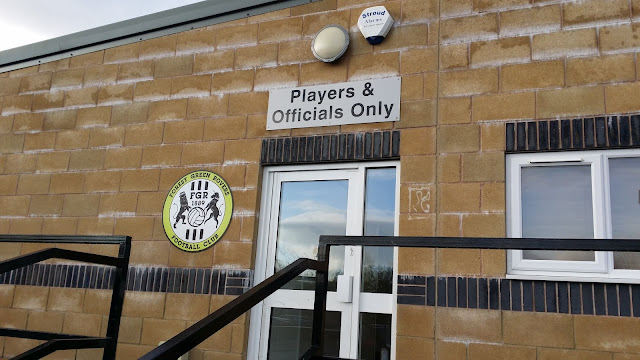 Stroud
Alarms
Players &
Officials Only
FOREST GREEN ROVERS
FGR
1889
FOOTBALL CLUB